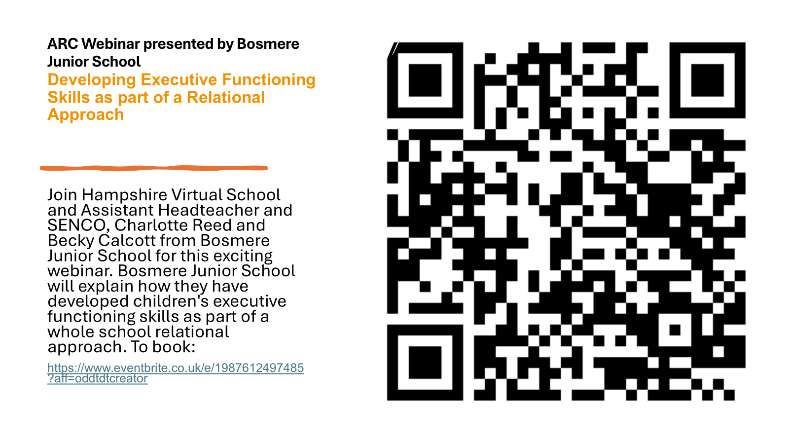 ARC Webinar presented by Bosmere
Junior School
Developing Executive Functioning
Skills as part of a Relational
Approach
Join Hampshire Virtual School
and Assistant Headteacher and
SENCO, Charlotte Reed and
Becky Calcott from Bosmere
Junior School for this exciting
webinar. Bosmere Junior School
will explain how they have
developed children's executive
functioning skills as part of a
whole school relational
approach. To book:
https://www.eventbrite.co.uk/e/1987612497485
?aff=oddtdtcreator